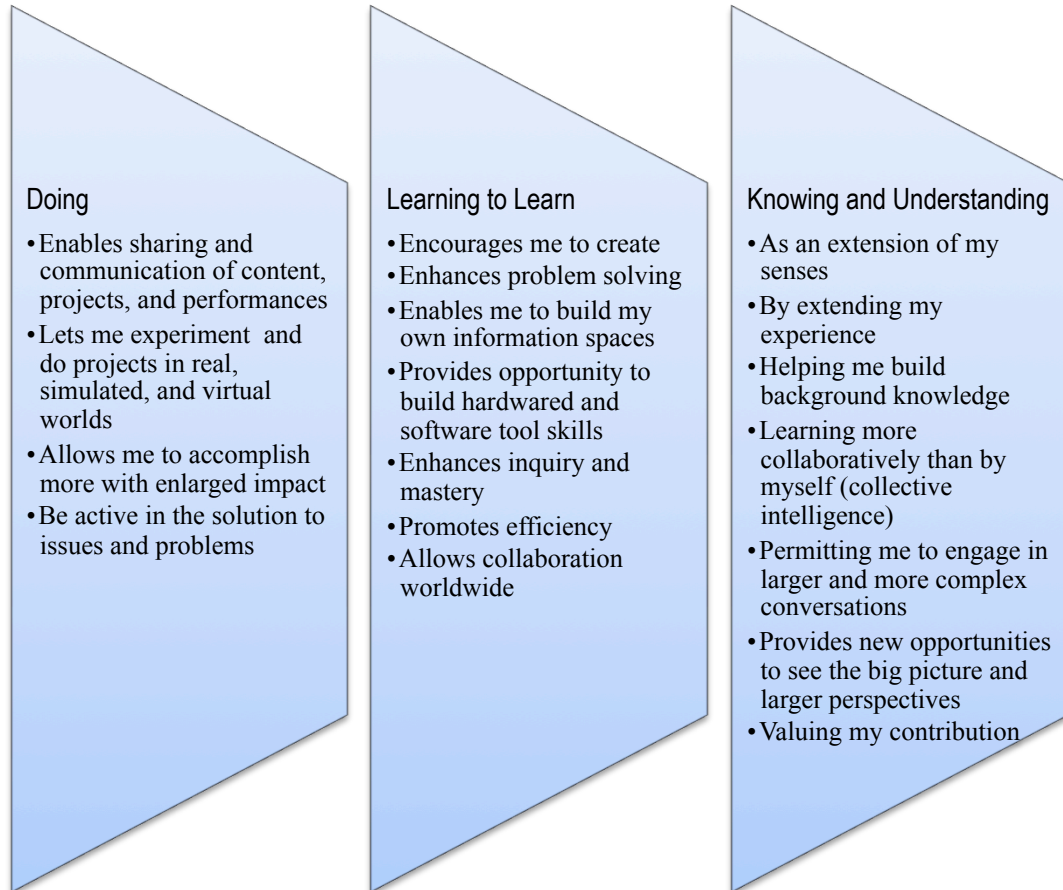 Doing
•Enables sharing and
communication of content,
projects, and performances
•Lets me experiment and
do projects in real,
simulated, and virtual
worlds
•Allows me to accomplish
more with enlarged impact
•Be active in the solution to
issues and problems
Learning to Learn
•Encourages me to create
•Enhances problem solving
•Enables me to build my
own information spaces
•Provides opportunity to
build hardwared and
software tool skills
•Enhances inquiry and
mastery
•Promotes efficiency
•Allows collaboration
worldwide
Knowing and Understanding
•As an extension of my
senses
•By extending my
experience
•Helping me build
background knowledge
•Learning more
collaboratively than by
myself (collective
intelligence)
•Permitting me to engage in
larger and more complex
conversations
•Provides new opportunities
to see the big picture and
larger perspectives
•Valuing my contribution